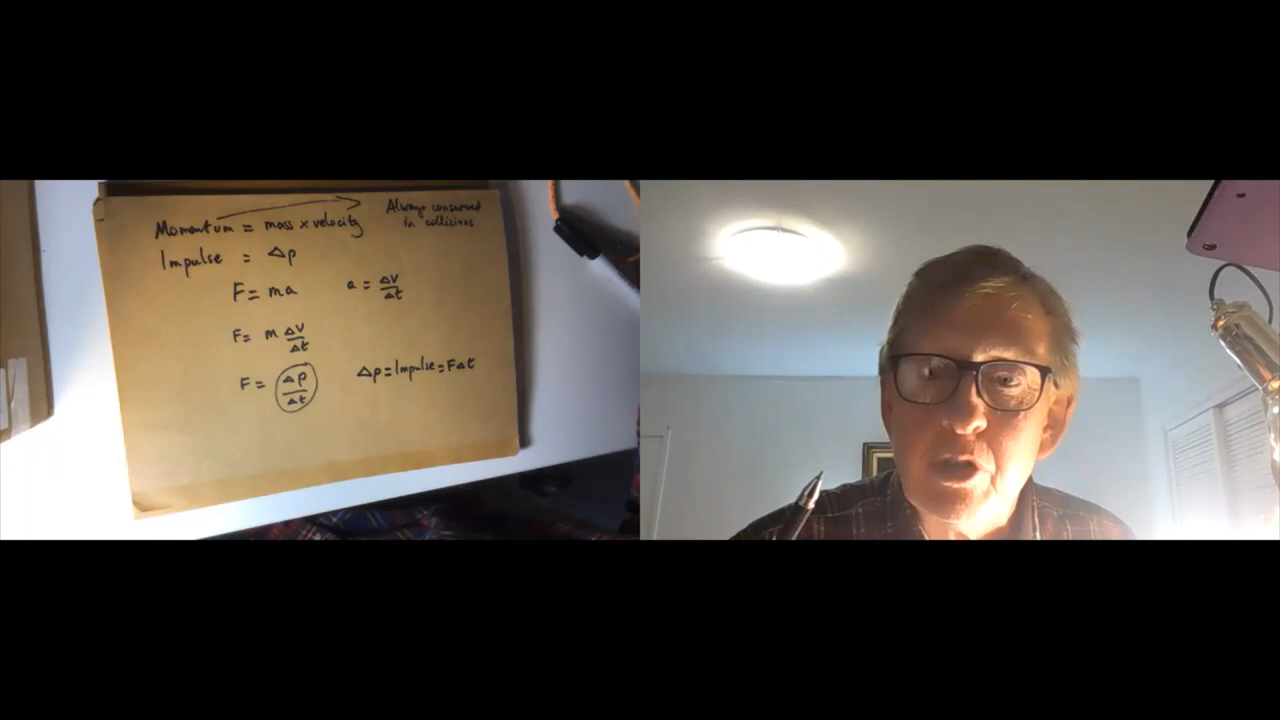 Momentum = mass × velocity
Always conserved in collisions
Impulse = Δp
F = ma
a = Δv/Δt
F = m Δv/Δt
F = Δp/Δt
Δp = Impulse = FΔt